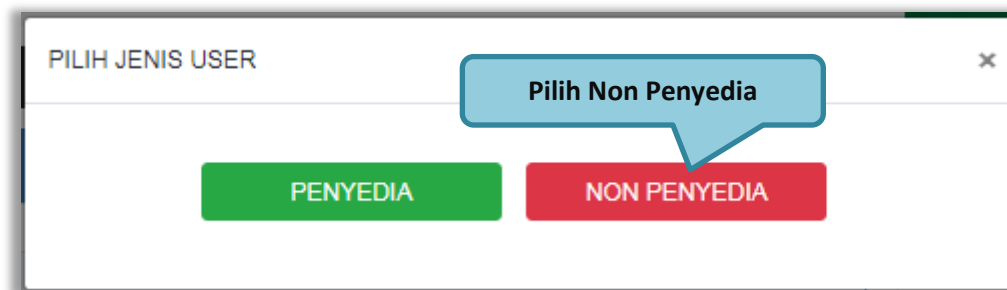 PILIH JENIS USER
×
Pilih Non Penyedia
PENYEDIA
NON PENYEDIA